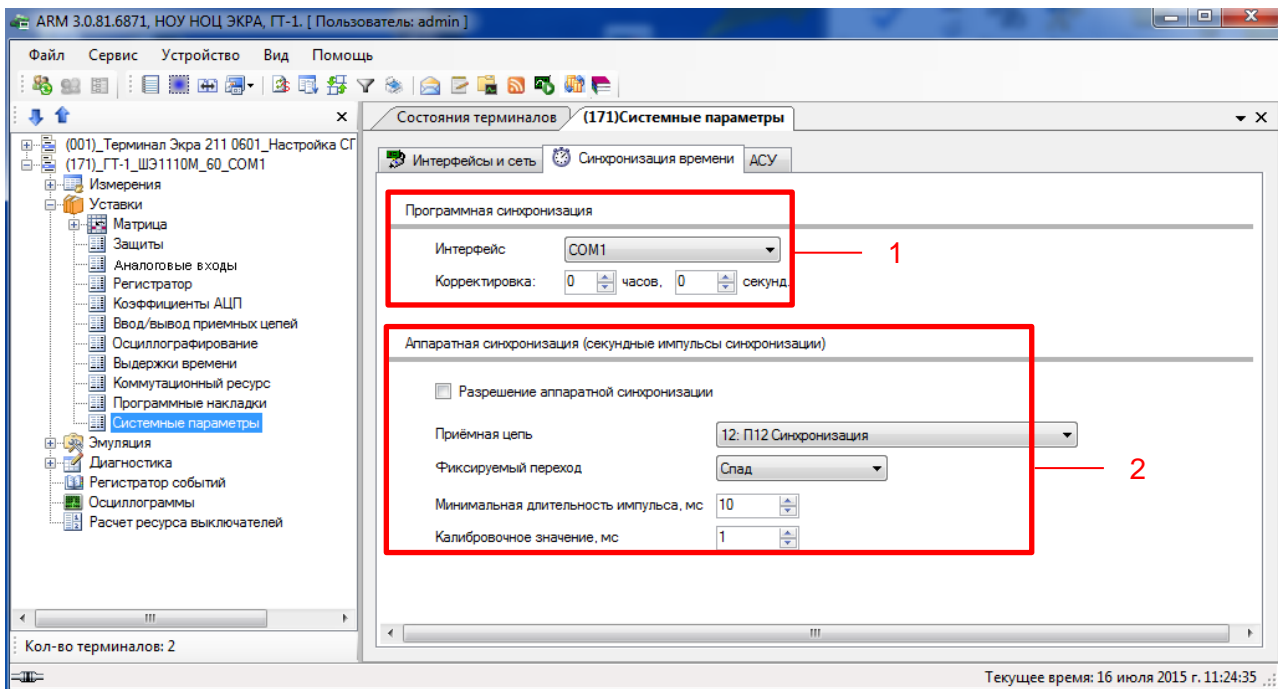 ARM 3.0.81.6871, НОУ НОЦ ЭКРА, ГТ-1. [ Пользователь: admin ]
Файл Сервис Устройство Вид Помощь
Состояния терминалов (171)Системные параметры
(001)_Терминал Экра 211 0601_Настройка СГ
(171)_ГТ-1_ШЭ1110М_60_COM1
Измерения
Уставки
Матрица
Защиты
Аналоговые входы
Регистратор
Коэффициенты АЦП
Ввод/вывод приемных цепей
Осциллографирование
Выдержки времени
Коммутационный ресурс
Программные накладки
Системные параметры
Эмуляция
Диагностика
Регистратор событий
Осциллограммы
Расчет ресурса выключателей
Кол-во терминалов: 2
Интерфейсы и сеть Синхронизация времени АСУ
Программная синхронизация
Интерфейс COM1
1
Корректировка: 0 часов, 0 секунд.
Аппаратная синхронизация (секундные импульсы синхронизации)
Разрешение аппаратной синхронизации
Приёмная цепь 12: П12 Синхронизация
Фиксируемый переход Спад
2
Минимальная длительность импульса, мс 10
Калибровочное значение, мс 1
Текущее время: 16 июля 2015 г. 11:24:35